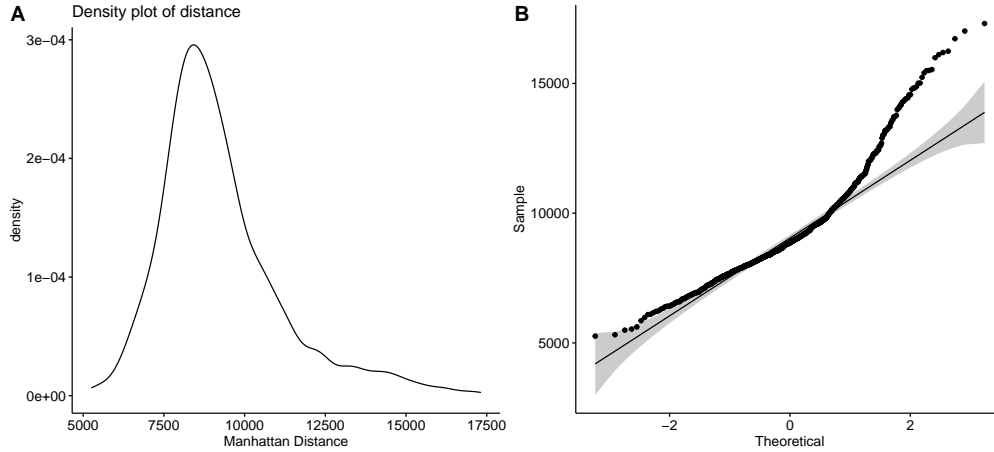 A
Density plot of distance
3e−04
2e−04
1e−04
0e+00
density
5000 7500 10000 12500 15000 17500
Manhattan Distance
B
15000
10000
5000
Sample
−2 0 2
Theoretical